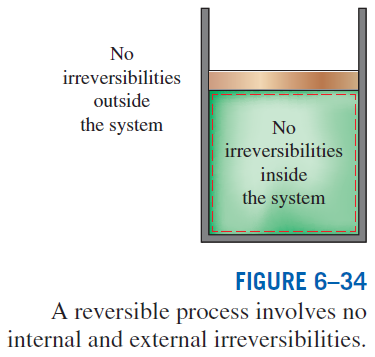 No
irreversibilities
outside
the system
No
irreversibilities
inside
the system
FIGURE 6–34
A reversible process involves no
internal and external irreversibilities.